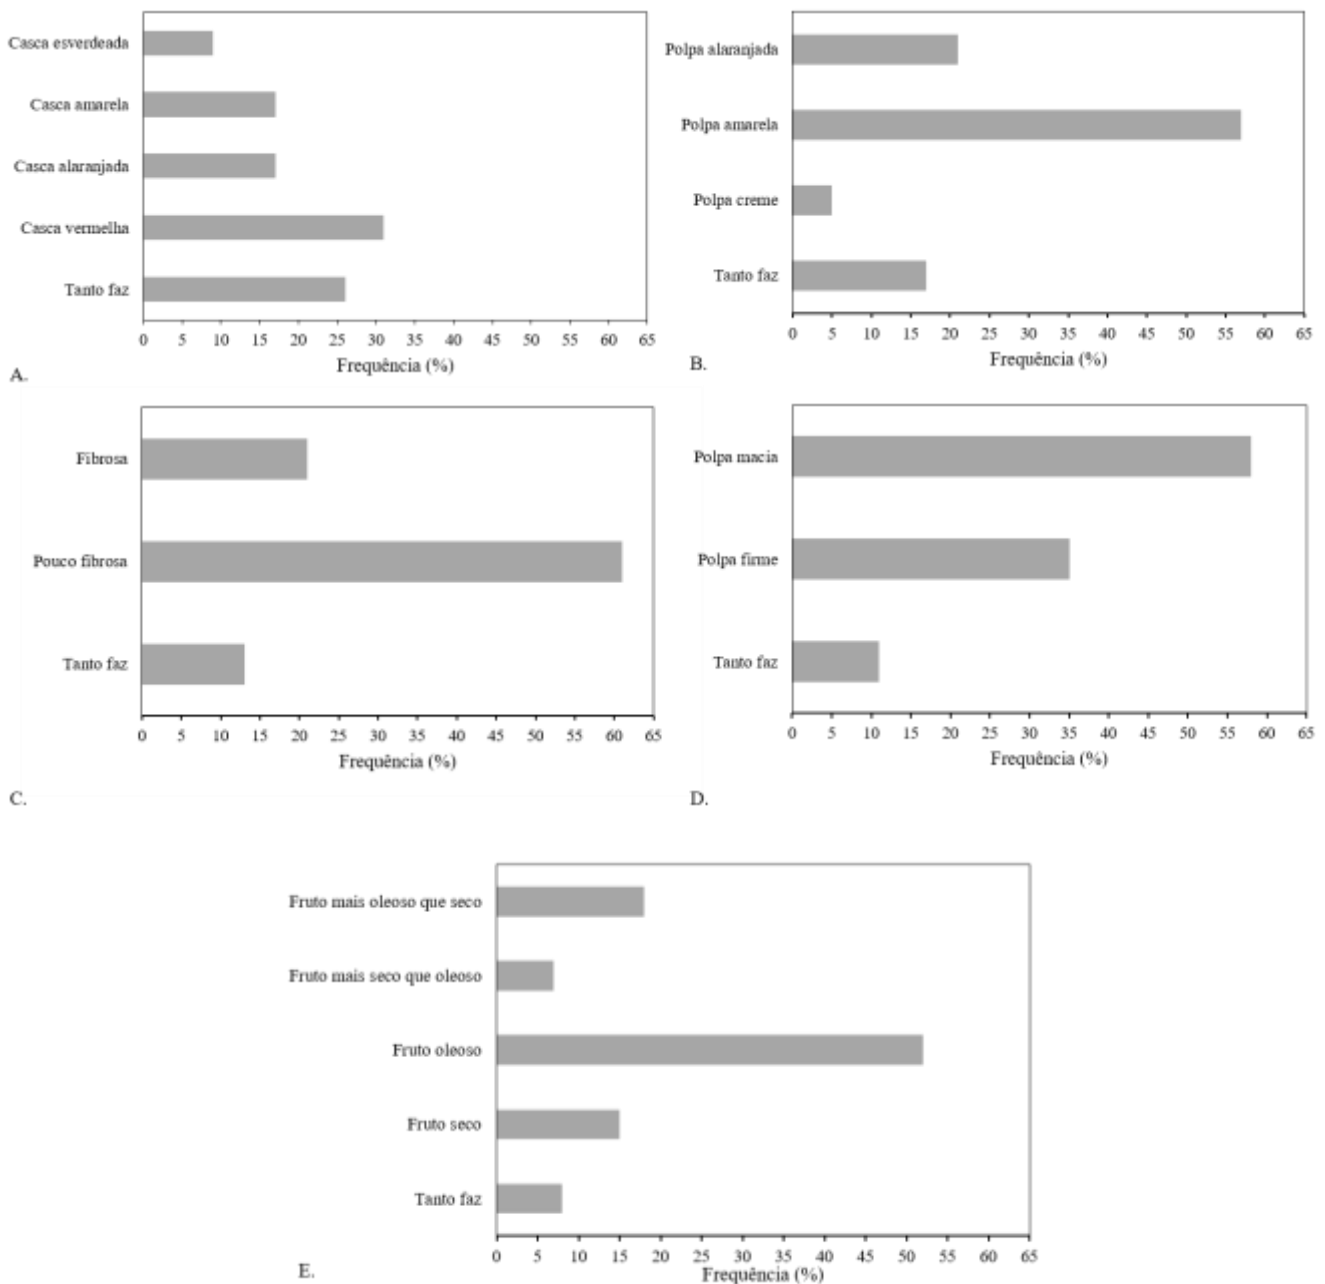 Casca esverdeada
Casca amarela
Casca alaranjada
Casca vermelha
Tanto faz
0 5 10 15 20 25 30 35 40 45 50 55 60 65
Frequência (%)
A.
Polpa alaranjada
Polpa amarela
Polpa creme
Tanto faz
0 5 10 15 20 25 30 35 40 45 50 55 60 65
Frequência (%)
B.
Fibrosa
Pouco fibrosa
Tanto faz
0 5 10 15 20 25 30 35 40 45 50 55 60 65
Frequência (%)
C.
Polpa macia
Polpa firme
Tanto faz
0 5 10 15 20 25 30 35 40 45 50 55 60 65
Frequência (%)
D.
Fruto mais oleoso que seco
Fruto mais seco que oleoso
Fruto oleoso
Fruto seco
Tanto faz
0 5 10 15 20 25 30 35 40 45 50 55 60 65
Frequência (%)
E.